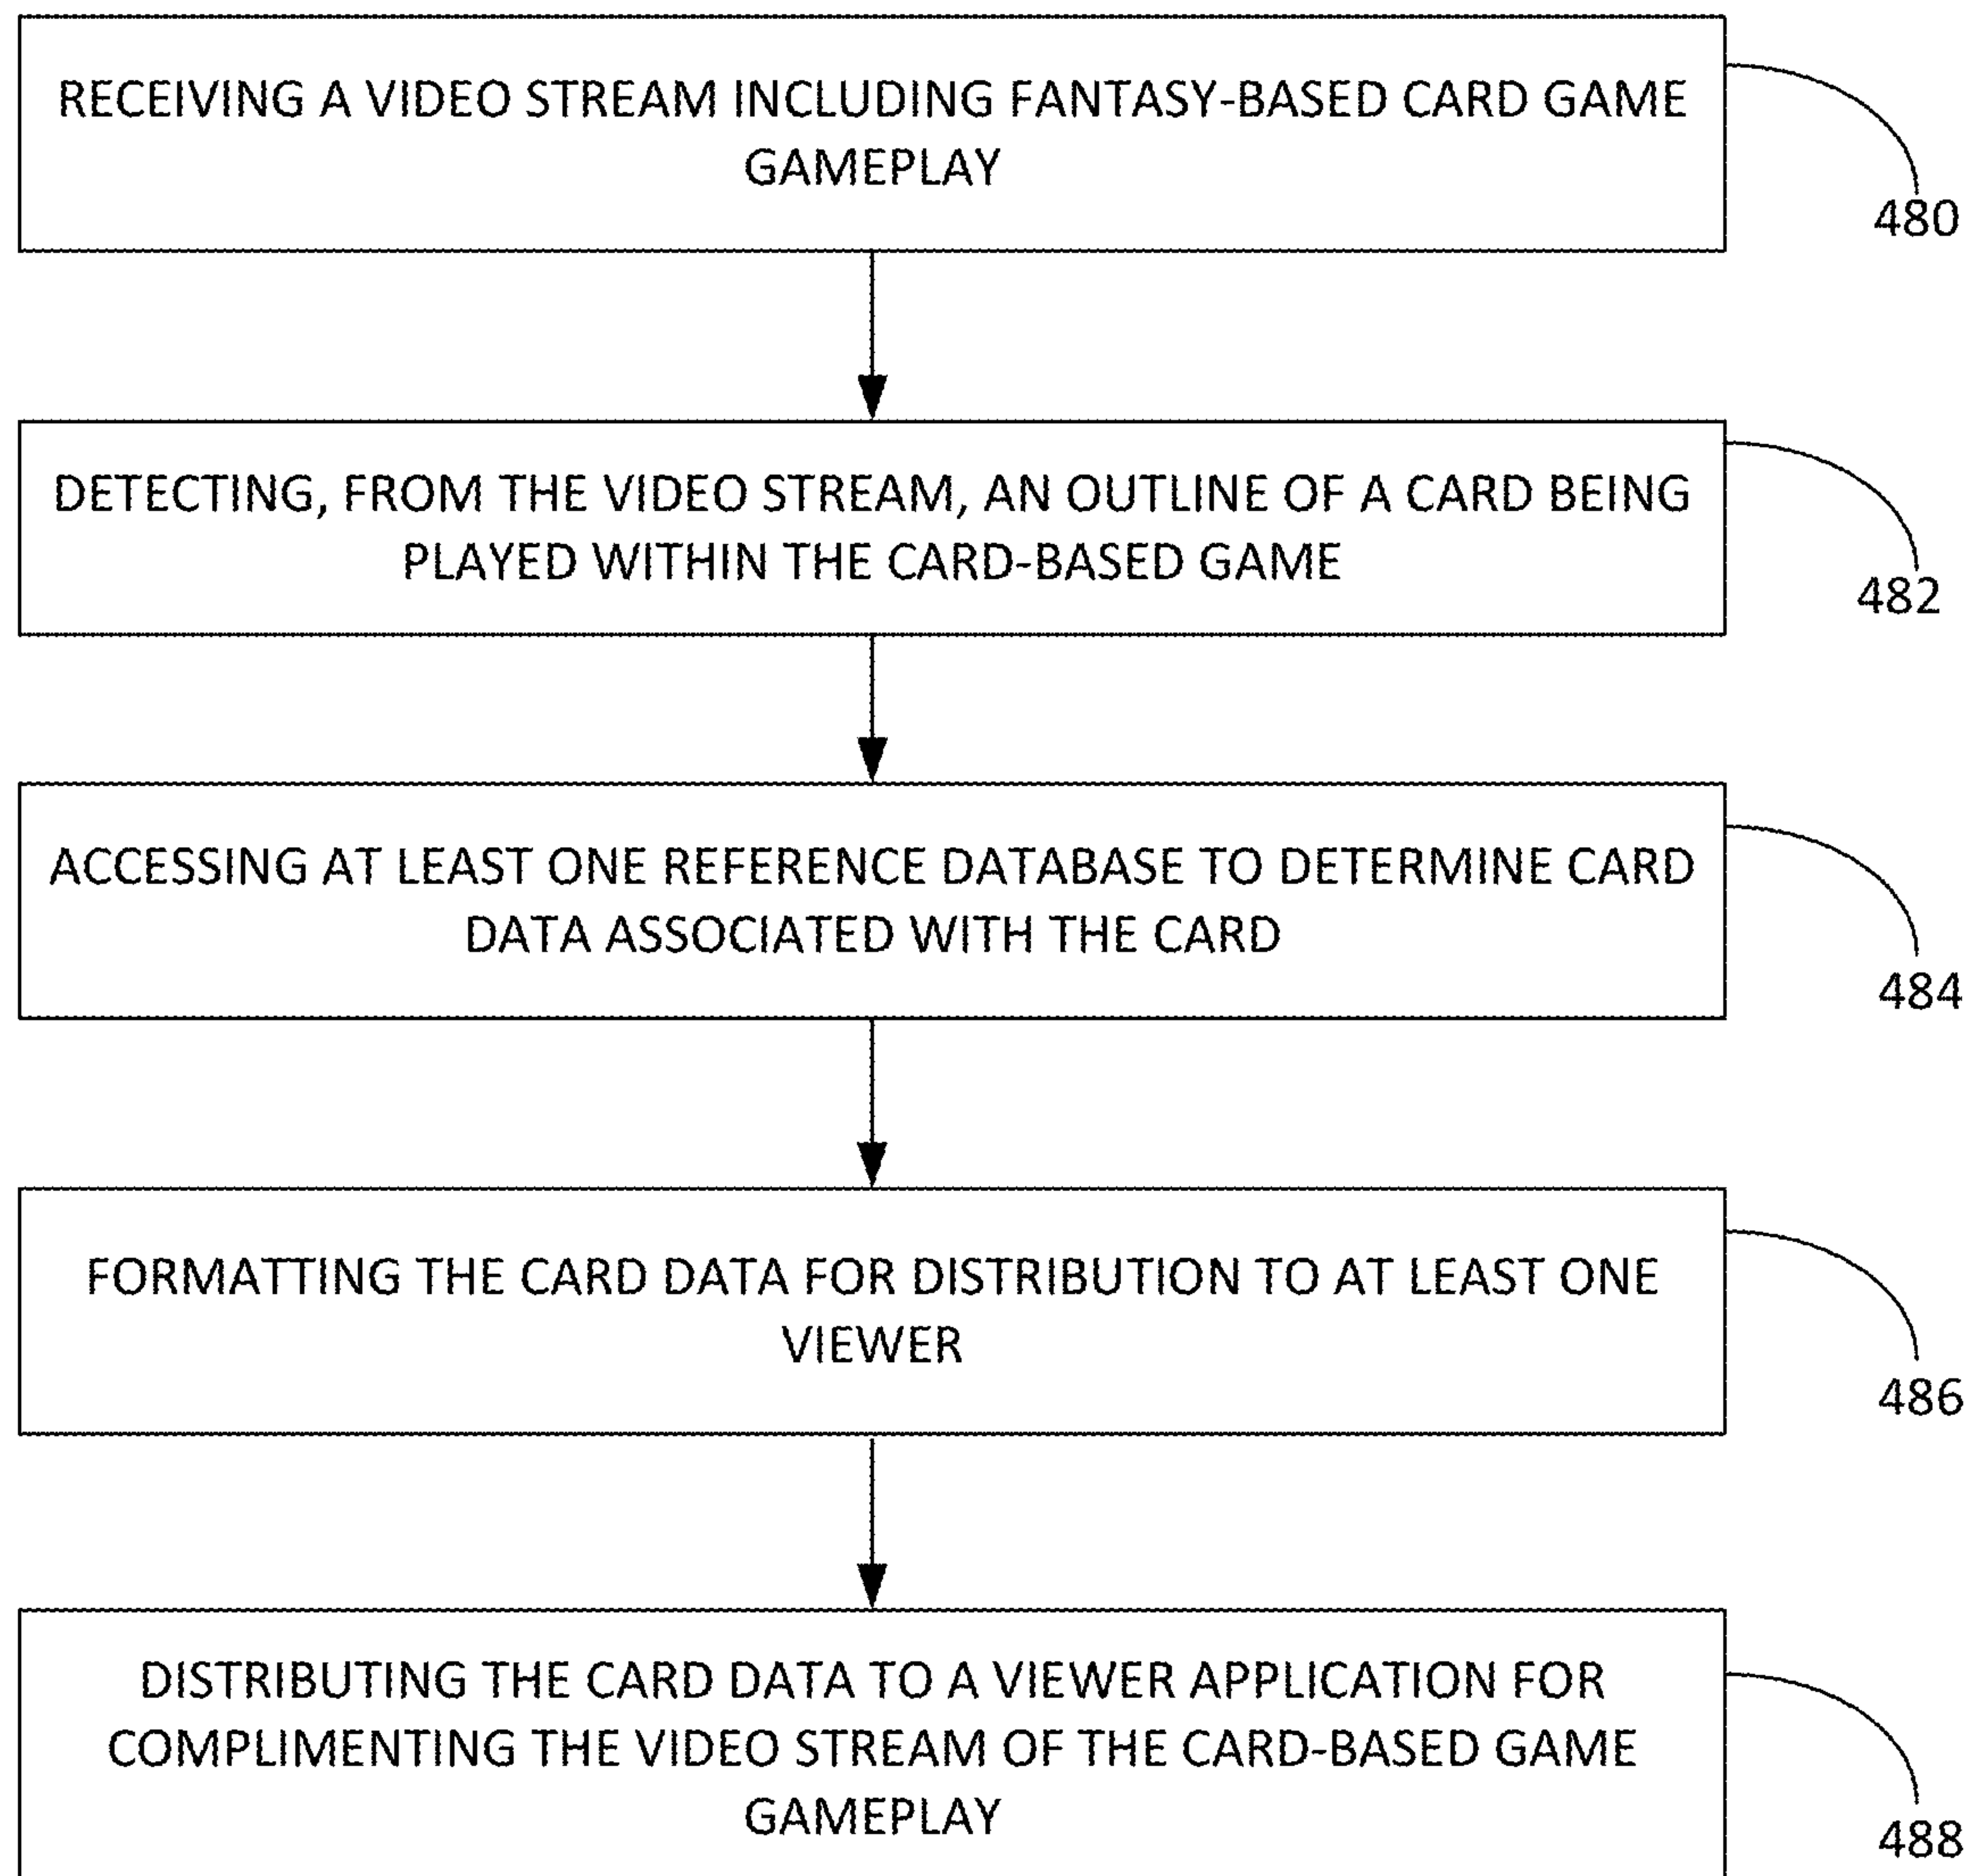 RECEIVING A VIDEO STREAM INCLUDING FANTASY-BASED CARD GAME
GAMEPLAY
480
DETECTING, FROM THE VIDEO STREAM, AN OUTLINE OF A CARD BEING
PLAYED WITHIN THE CARD-BASED GAME
482
ACCESSING AT LEAST ONE REFERENCE DATABASE TO DETERMINE CARD
DATA ASSOCIATED WITH THE CARD
484
FORMATTING THE CARD DATA FOR DISTRIBUTION TO AT LEAST ONE
VIEWER
486
DISTRIBUTING THE CARD DATA TO A VIEWER APPLICATION FOR
COMPLIMENTING THE VIDEO STREAM OF THE CARD-BASED GAME
GAMEPLAY
488